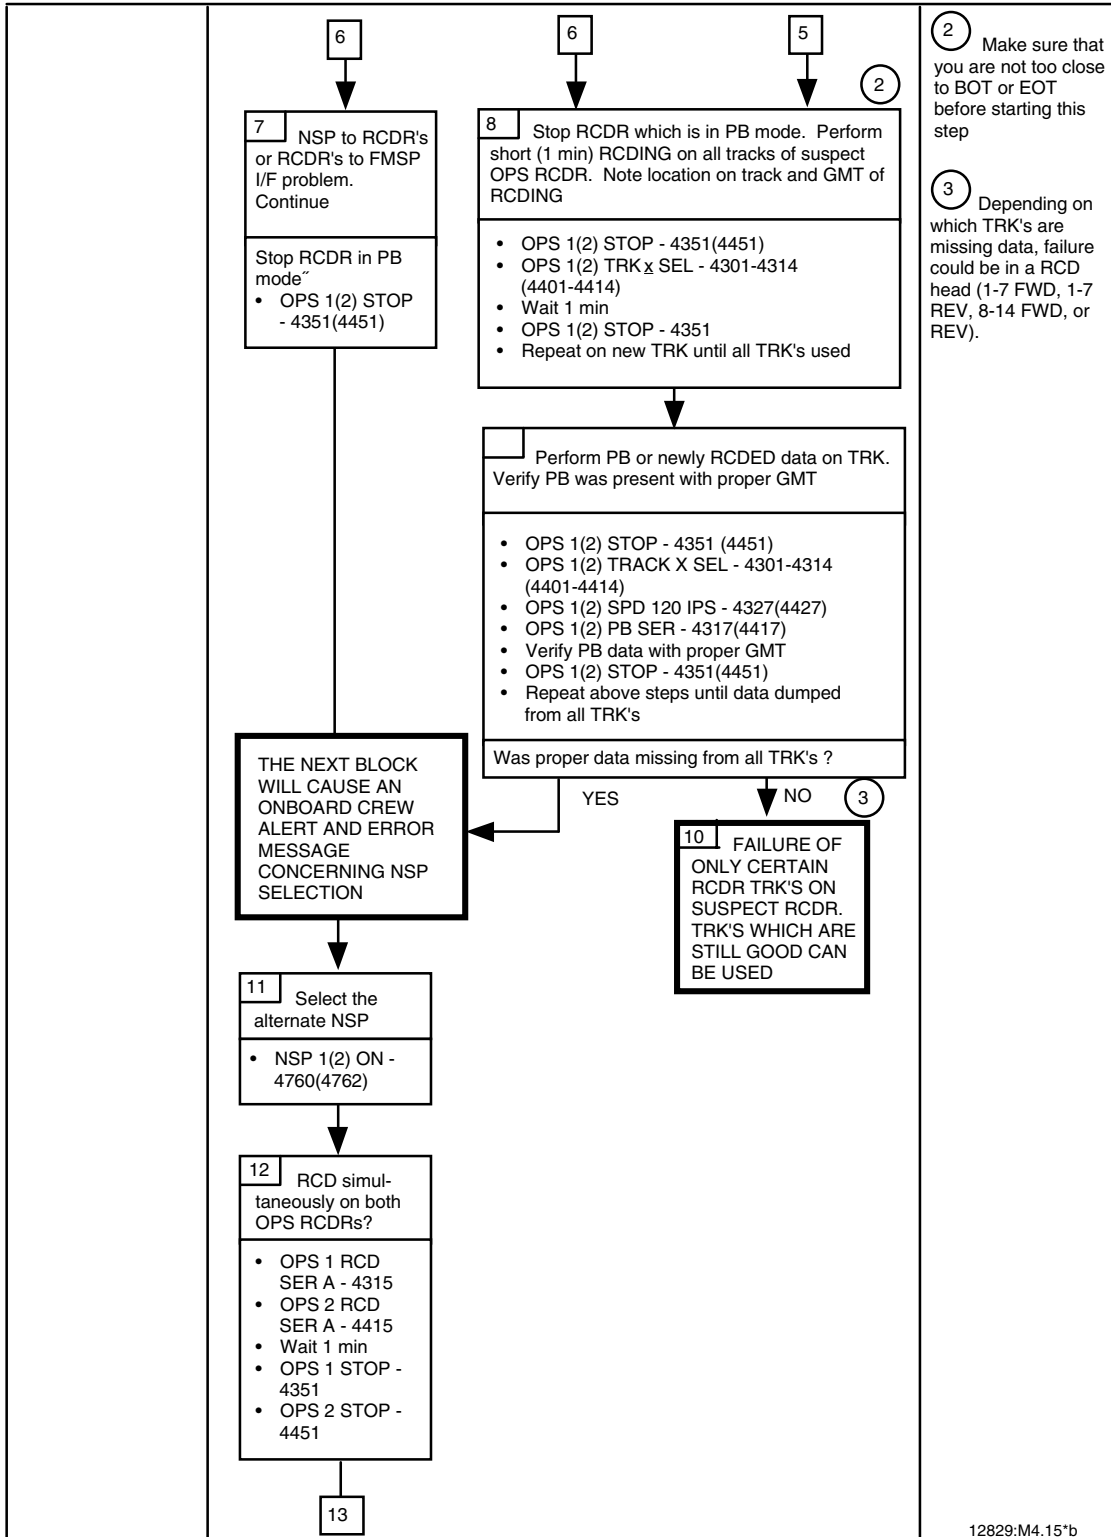 6
6
5
2
7
NSP to RCDR's
or RCDR's to FMSP
I/F problem.
Continue
Stop RCDR in PB
mode˝
• OPS 1(2) STOP
- 4351(4451)
8
Stop RCDR which is in PB mode. Perform
short (1 min) RCDING on all tracks of suspect
OPS RCDR. Note location on track and GMT of
RCDING
• OPS 1(2) STOP - 4351(4451)
• OPS 1(2) TRK x SEL - 4301-4314
(4401-4414)
• Wait 1 min
• OPS 1(2) STOP - 4351
• Repeat on new TRK until all TRK's used
Perform PB or newly RCDED data on TRK.
Verify PB was present with proper GMT
• OPS 1(2) STOP - 4351 (4451)
• OPS 1(2) TRACK X SEL - 4301-4314
(4401-4414)
• OPS 1(2) SPD 120 IPS - 4327(4427)
• OPS 1(2) PB SER - 4317(4417)
• Verify PB data with proper GMT
• OPS 1(2) STOP - 4351(4451)
• Repeat above steps until data dumped
from all TRK's
Was proper data missing from all TRK's ?
YES
NO
3
THE NEXT BLOCK
WILL CAUSE AN
ONBOARD CREW
ALERT AND ERROR
MESSAGE
CONCERNING NSP
SELECTION
10
FAILURE OF
ONLY CERTAIN
RCDR TRK'S ON
SUSPECT RCDR.
TRK'S WHICH ARE
STILL GOOD CAN
BE USED
11
Select the
alternate NSP
• NSP 1(2) ON -
4760(4762)
12
RCD simul-
taneously on both
OPS RCDRs?
• OPS 1 RCD
SER A - 4315
• OPS 2 RCD
SER A - 4415
• Wait 1 min
• OPS 1 STOP -
4351
• OPS 2 STOP -
4451
13
2
Make sure that
you are not too close
to BOT or EOT
before starting this
step
3
Depending on
which TRK's are
missing data, failure
could be in a RCD
head (1-7 FWD, 1-7
REV, 8-14 FWD, or
REV).
12829:M4.15*b